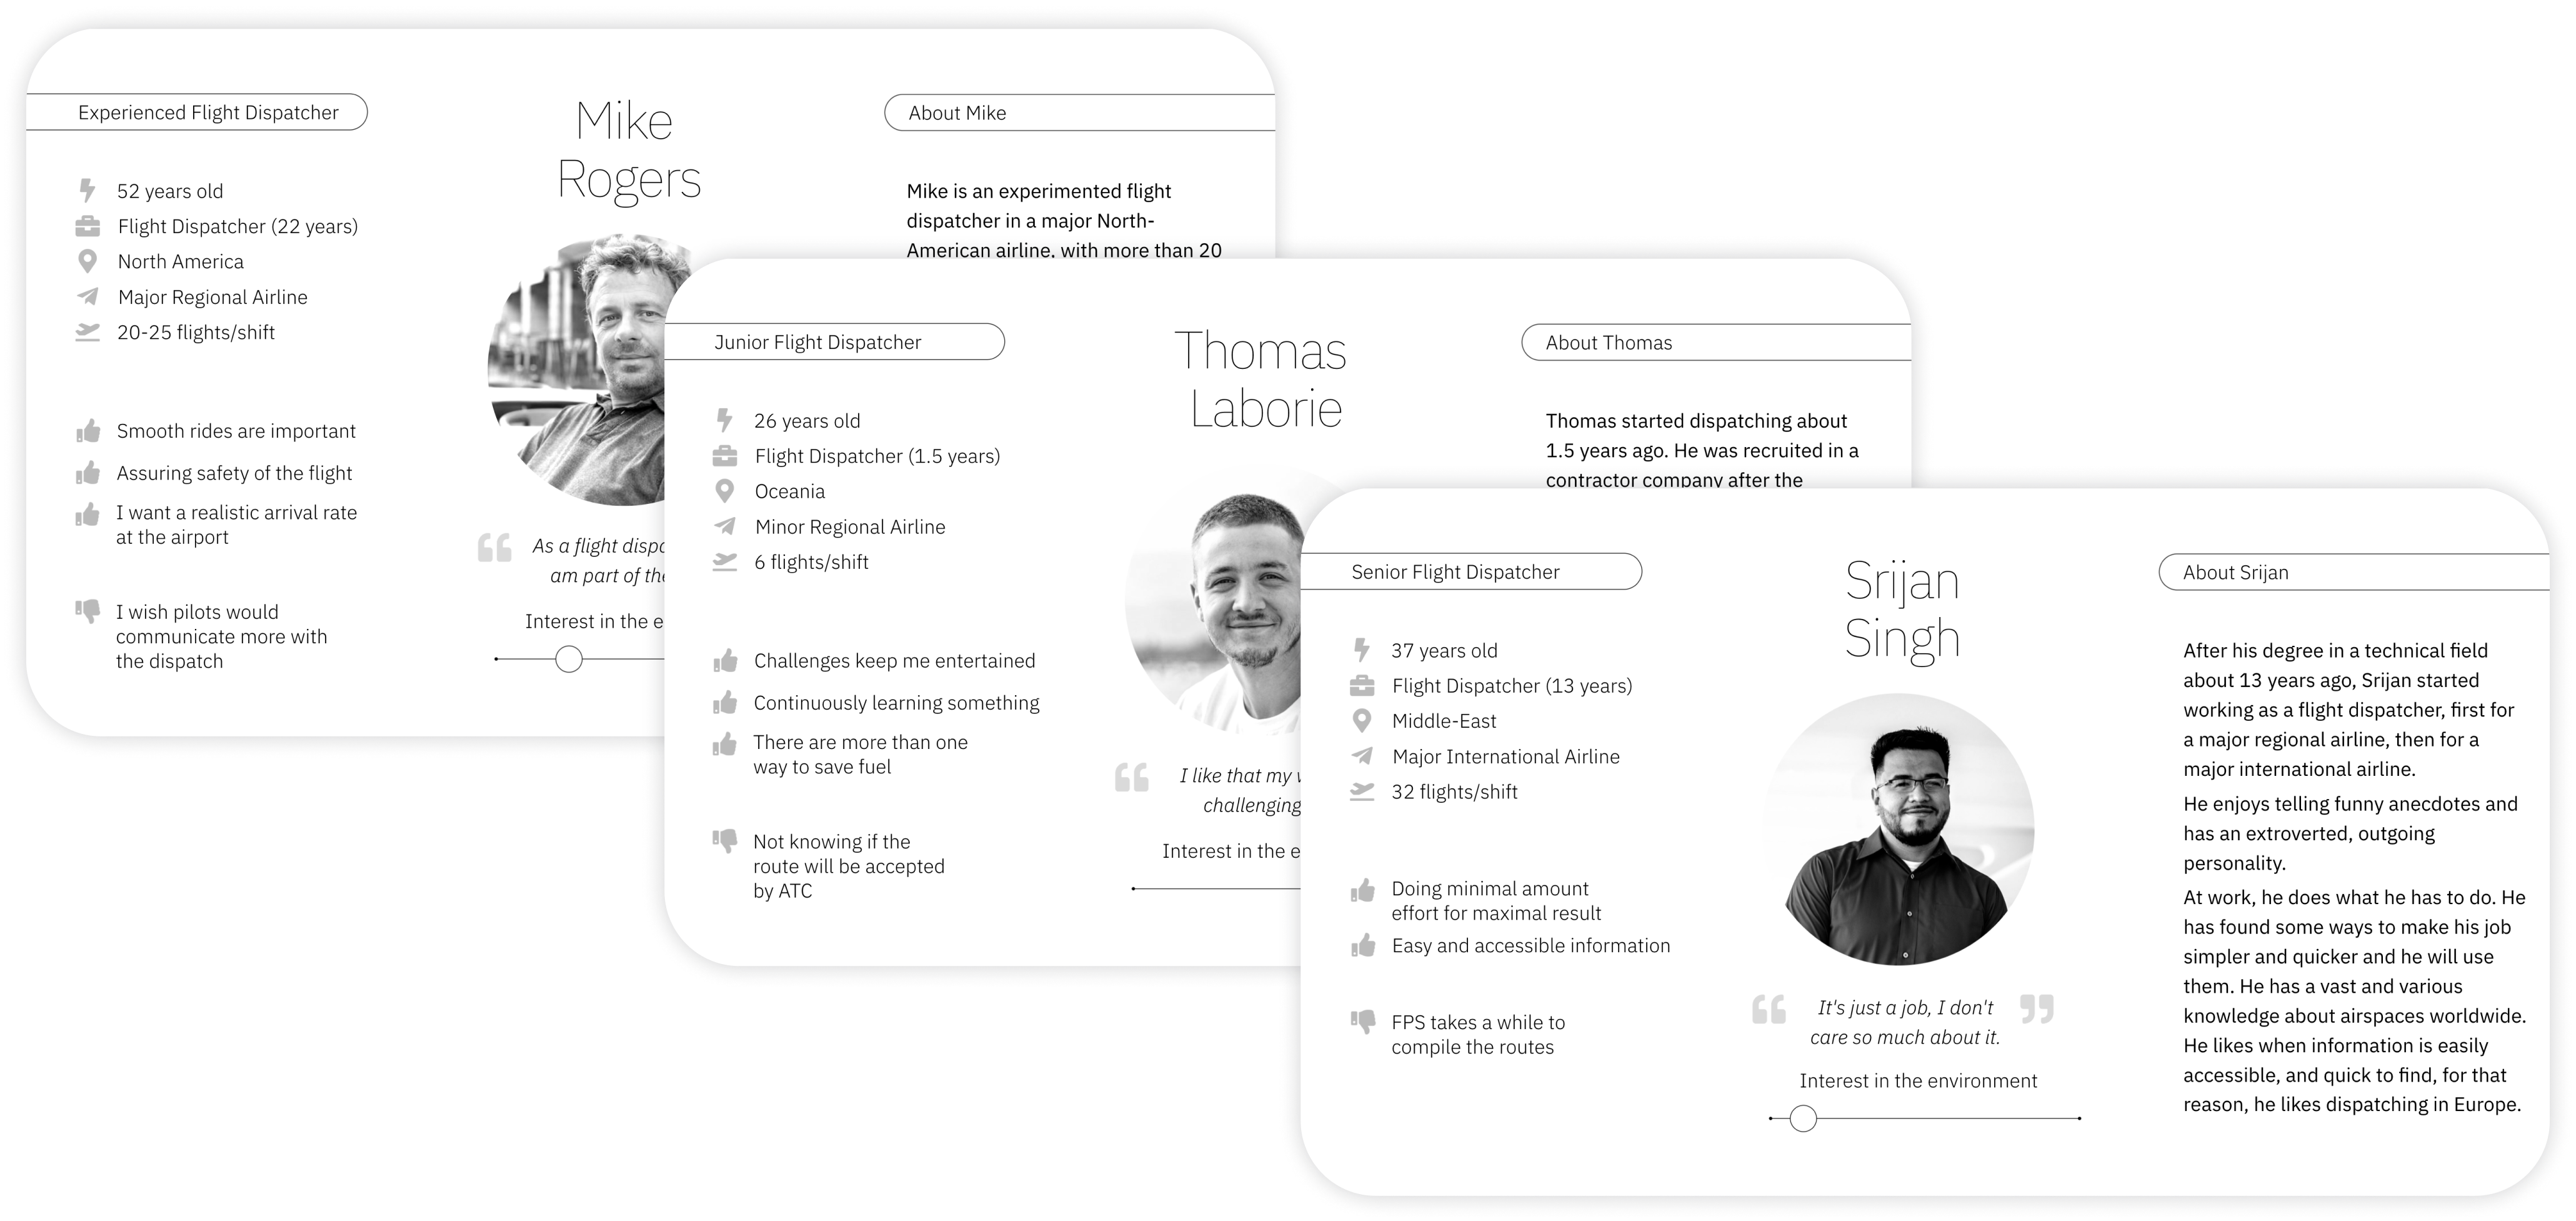 Experienced Flight Dispatcher
52 years old
Flight Dispatcher (22 years)
North America
Major Regional Airline
20-25 flights/shift
Smooth rides are important
Assuring safety of the flight
I want a realistic arrival rate
at the airport
I wish pilots would
communicate more with
the dispatch
Mike
Rogers
As a flight
am part of
Interest in the
About Mike
Mike is an experimented flight
dispatcher in a major North-
American airline, with more than 20
Junior Flight Dispatcher
26 years old
Flight Dispatcher (1.5 years)
Oceania
Minor Regional Airline
6 flights/shift
Challenges keep me entertained
Continuously learning something
There are more than one
way to save fuel
Not knowing if the
route will be accepted
by ATC
Thomas
Laborie
I like that my
challenging
Interest in the
About Thomas
Thomas started dispatching about
1.5 years ago. He was recruited in a
contractor company after the
Senior Flight Dispatcher
37 years old
Flight Dispatcher (13 years)
Middle-East
Major International Airline
32 flights/shift
Doing minimal amount
effort for maximal result
Easy and accessible information
FPS takes a while to
compile the routes
Srijan
Singh
“ It's just a job, I don't ”
care so much about it.
Interest in the environment
About Srijan
After his degree in a technical field
about 13 years ago, Srijan started
working as a flight dispatcher, first for
a major regional airline, then for a
major international airline.
He enjoys telling funny anecdotes and
has an extroverted, outgoing
personality.
At work, he does what he has to do. He
has found some ways to make his job
simpler and quicker and he will use
them. He has a vast and various
knowledge about airspaces worldwide.
He likes when information is easily
accessible, and quick to find, for that
reason, he likes dispatching in Europe.